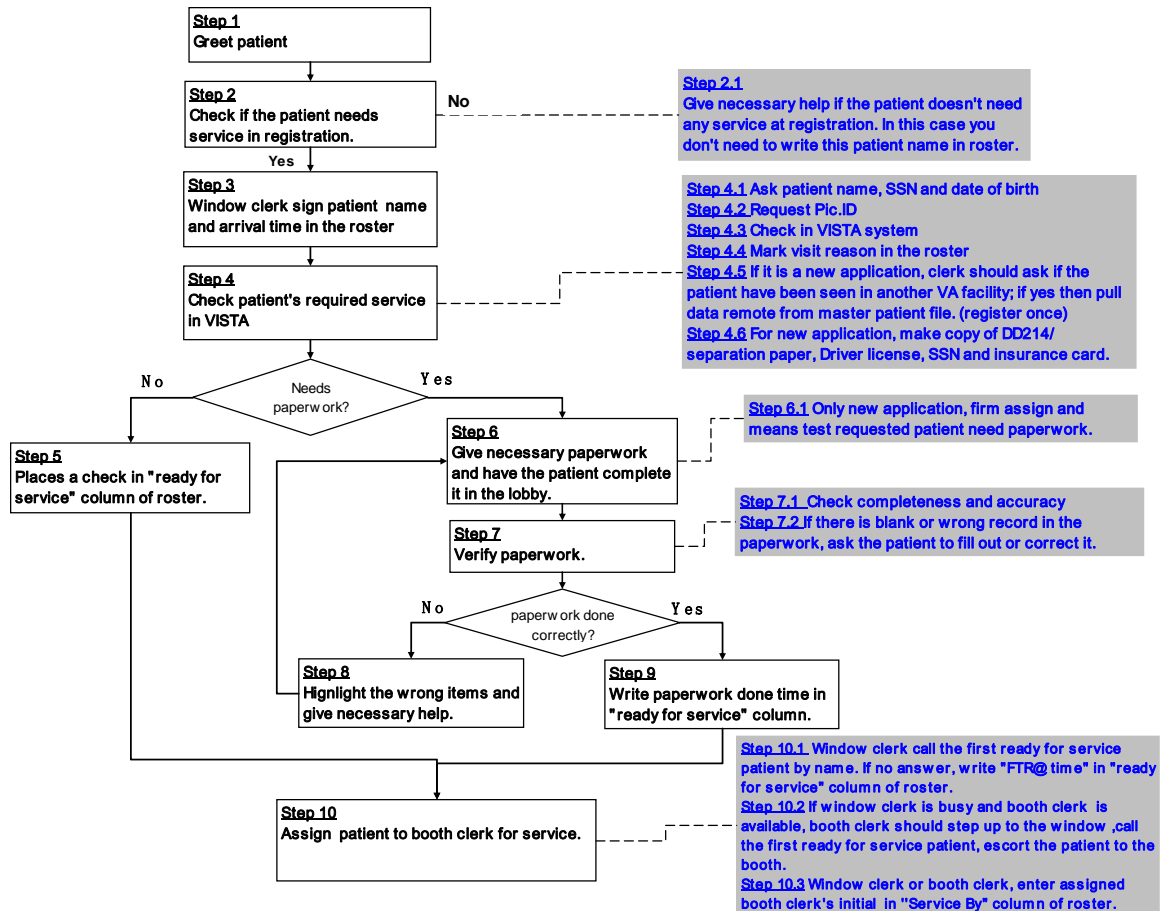 Step 1
Greet patient
Step 2
Check if the patient needs
service in registration.
No
Step 2.1
Give necessary help if the patient doesn't need
any service at registration. In this case you
don't need to write this patient name in roster.
Yes
Step 3
Window clerk sign patient name
and arrival time in the roster
Step 4
Check patient's required service
in VISTA
Step 4.1 Ask patient name, SSN and date of birth
Step 4.2 Request Pic.ID
Step 4.3 Check in VISTA system
Step 4.4 Mark visit reason in the roster
Step 4.5 If it is a new application, clerk should ask if the
patient have been seen in another VA facility; if yes then pull
data remote from master patient file. (register once)
Step 4.6 For new application, make copy of DD214/
separation paper, Driver license, SSN and insurance card.
Needs
paperwork?
No
Yes
Step 5
Places a check in "ready for
service" column of roster.
Step 6
Give necessary paperwork
and have the patient complete
it in the lobby.
Step 6.1 Only new application, firm assign and
means test requested patient need paperwork.
Step 7
Verify paperwork.
Step 7.1 Check completeness and accuracy
Step 7.2 If there is blank or wrong record in the
paperwork, ask the patient to fill out or correct it.
paperwork done
correctly?
No
Yes
Step 8
Hignlight the wrong items and
give necessary help.
Step 9
Write paperwork done time in
"ready for service" column.
Step 10
Assign patient to booth clerk for service.
Step 10.1 Window clerk call the first ready for service
patient by name. If no answer, write "FTR@ time" in "ready
for service" column of roster.
Step 10.2 If window clerk is busy and booth clerk is
available, booth clerk should step up to the window ,call
the first ready for service patient, escort the patient to the
booth.
Step 10.3 Window clerk or booth clerk, enter assigned
booth clerk's initial in "Service By" column of roster.